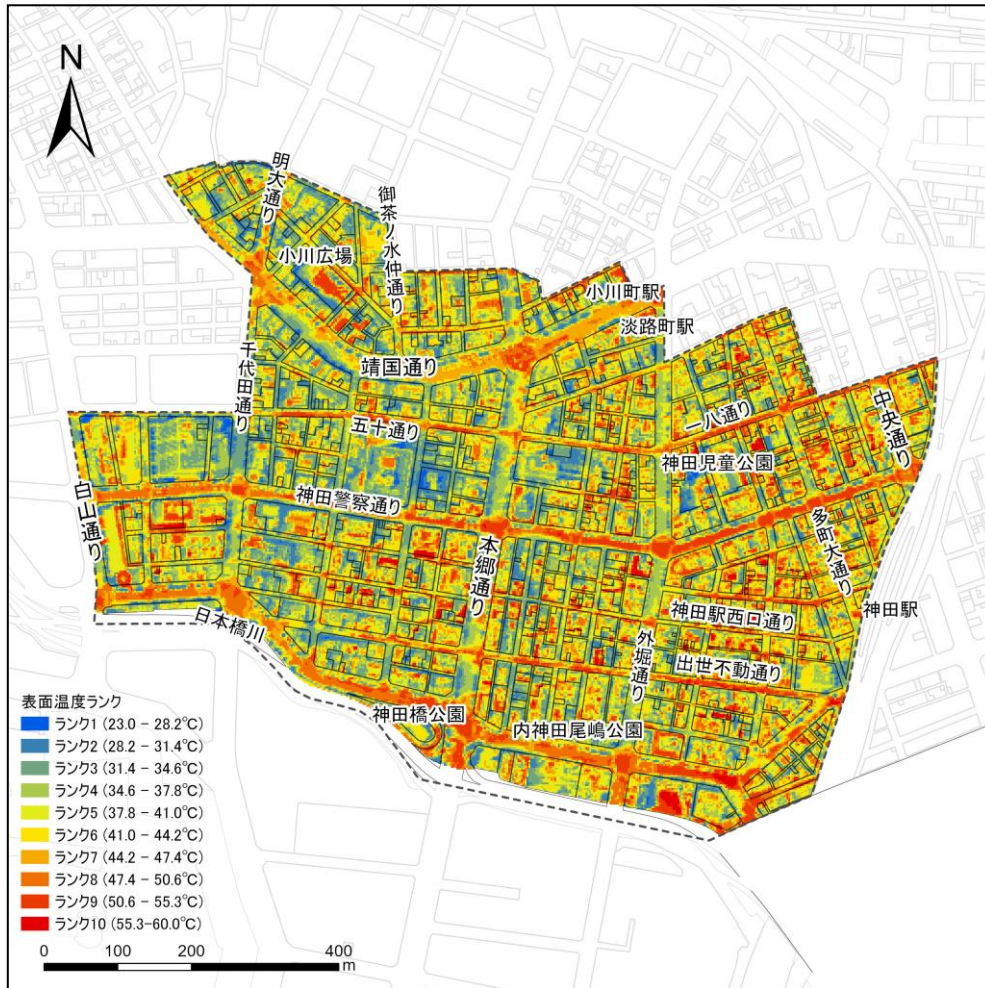 N
明大通り
御茶ノ水仲通り
小川広場
小川町駅
淡路町駅
千代田通り
靖国通り
五十通り
一八通り
中央通り
神田児童公園
白山通り
神田警察通り
本郷通り
多町大通り
神田駅西口通り
神田駅
日本橋川
外堀通り
出世不動通り
神田橋公園
内神田尾嶋公園
表面温度ランク
ランク1 (23.0 - 28.2℃)
ランク2 (28.2 - 31.4℃)
ランク3 (31.4 - 34.6℃)
ランク4 (34.6 - 37.8℃)
ランク5 (37.8 - 41.0℃)
ランク6 (41.0 - 44.2℃)
ランク7 (44.2 - 47.4℃)
ランク8 (47.4 - 50.6℃)
ランク9 (50.6 - 55.3℃)
ランク10 (55.3-60.0℃)
0 100 200 400
m